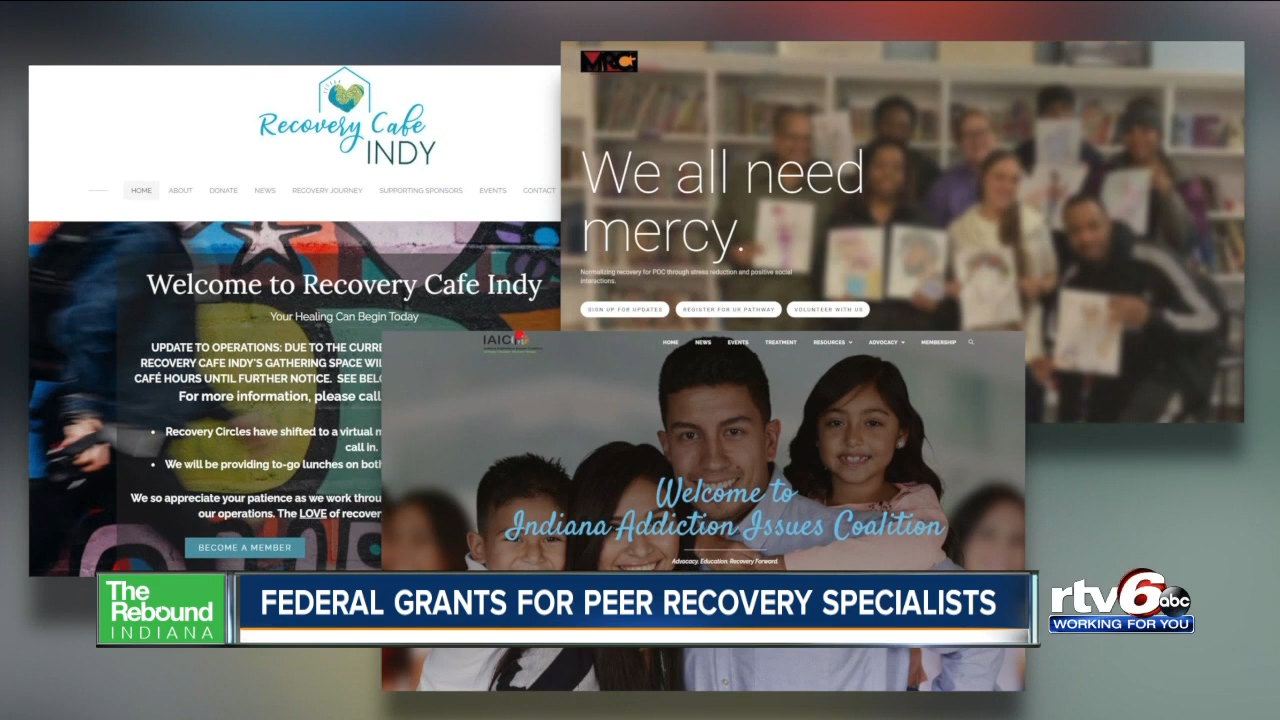 Recovery Cafe
INDY
HOME ABOUT DONATE NEWS RECOVERY JOURNEY SUPPORTING SPONSORS EVENTS CONTACT
Welcome to Recovery Cafe Indy
Your Healing Can Begin Today
UPDATE TO OPERATIONS: DUE TO THE CURRE
RECOVERY CAFE INDY'S GATHERING SPACE WIL
CAFÉ HOURS UNTIL FURTHER NOTICE. SEE BELO
For more information, please call
• Recovery Circles have shifted to a virtual m
call in.
• We will be providing to-go lunches on both
We so appreciate your patience as we work throu
our operations. The LOVE of recover
BECOME A MEMBER
MRC
We all need
mercy.
Normalizing recovery for POC through stress reduction and positive social
interactions.
SIGN UP FOR UPDATES REGISTER FOR UR PATHWAY VOLUNTEER WITH US
IAIC
HOME NEWS EVENTS TREATMENT RESOURCES ADVOCACY MEMBERSHIP
Welcome to
Indiana Addiction Issues Coalition
Advocacy. Education. Recovery Forward.
The
Rebound
INDIANA
FEDERAL GRANTS FOR PEER RECOVERY SPECIALISTS
rtv6 abc
WORKING FOR YOU